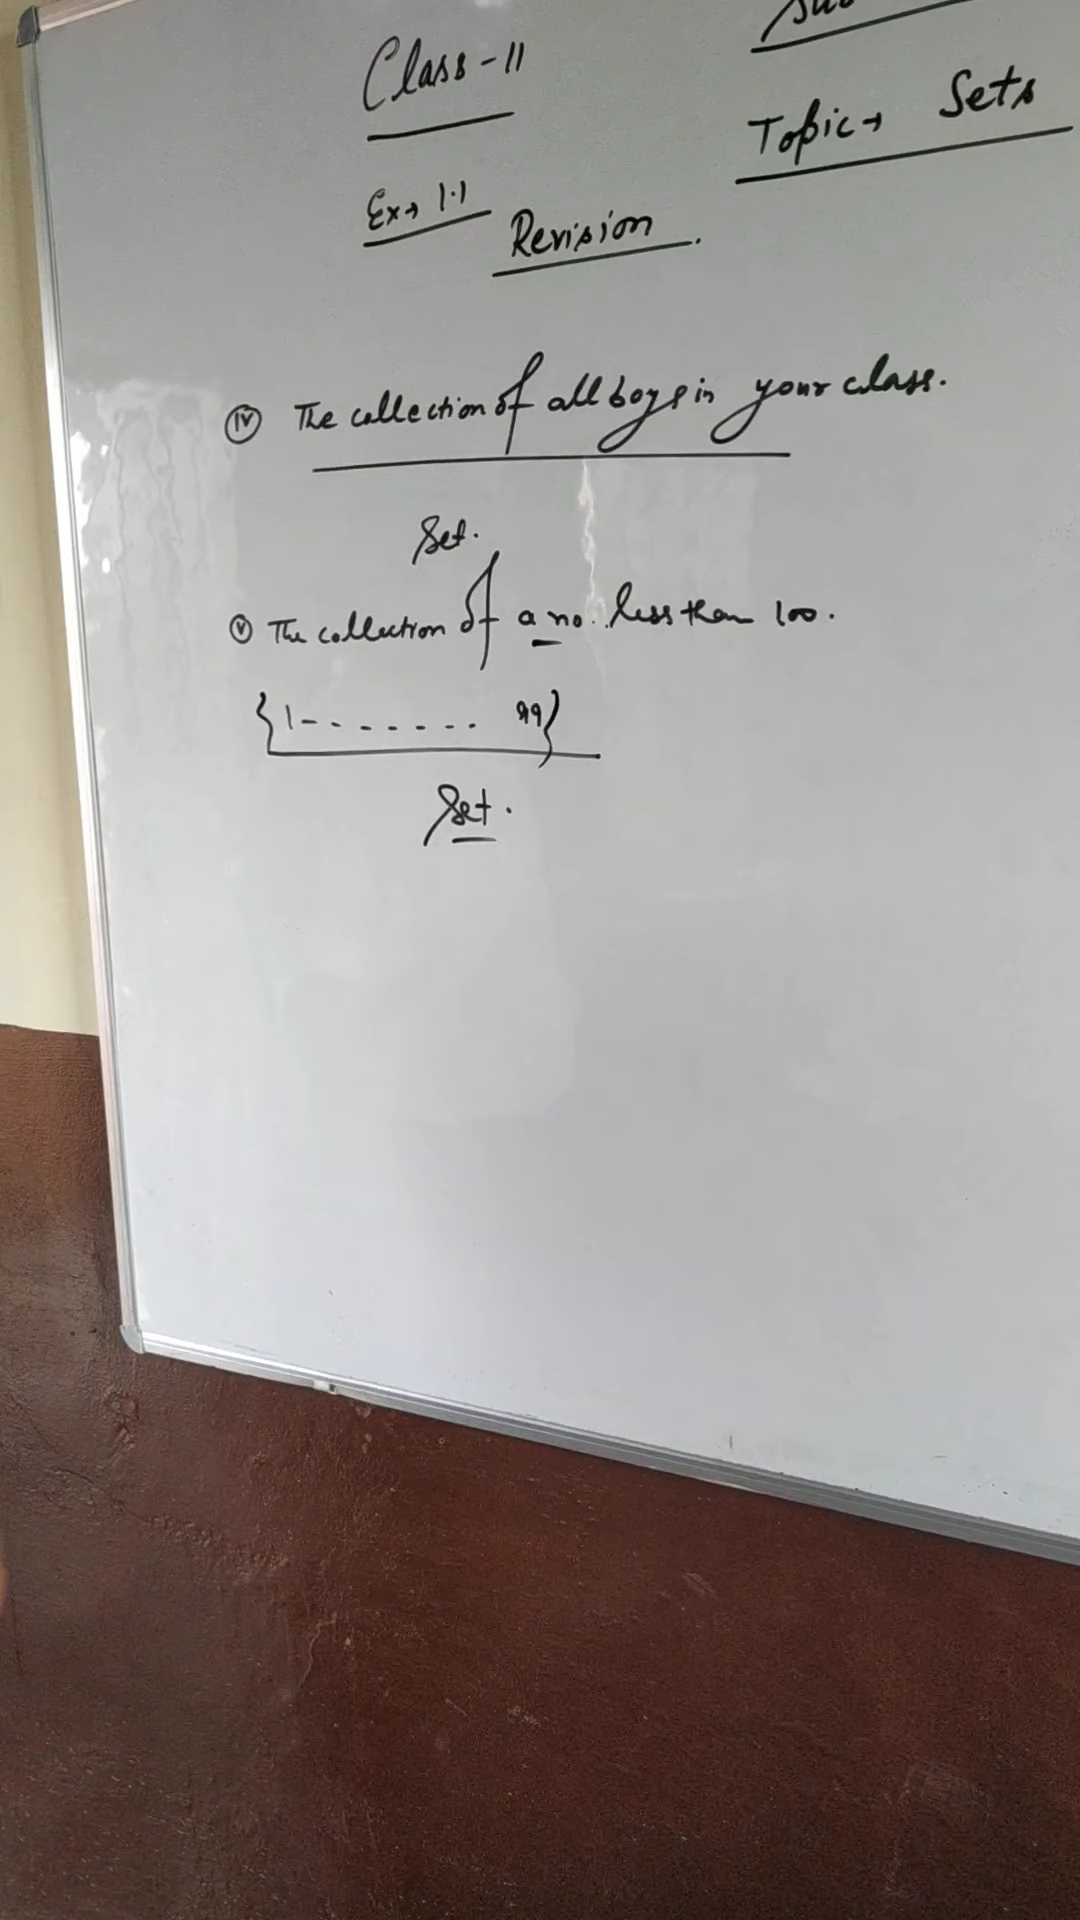 Class - 11
Topic → Sets
Ex → 1.1
Revision.
(iv) The collection of all boys in your class.
Set.
(v) The collection of a no. less than 100.
{1 - - - - - - - 99}
Set.